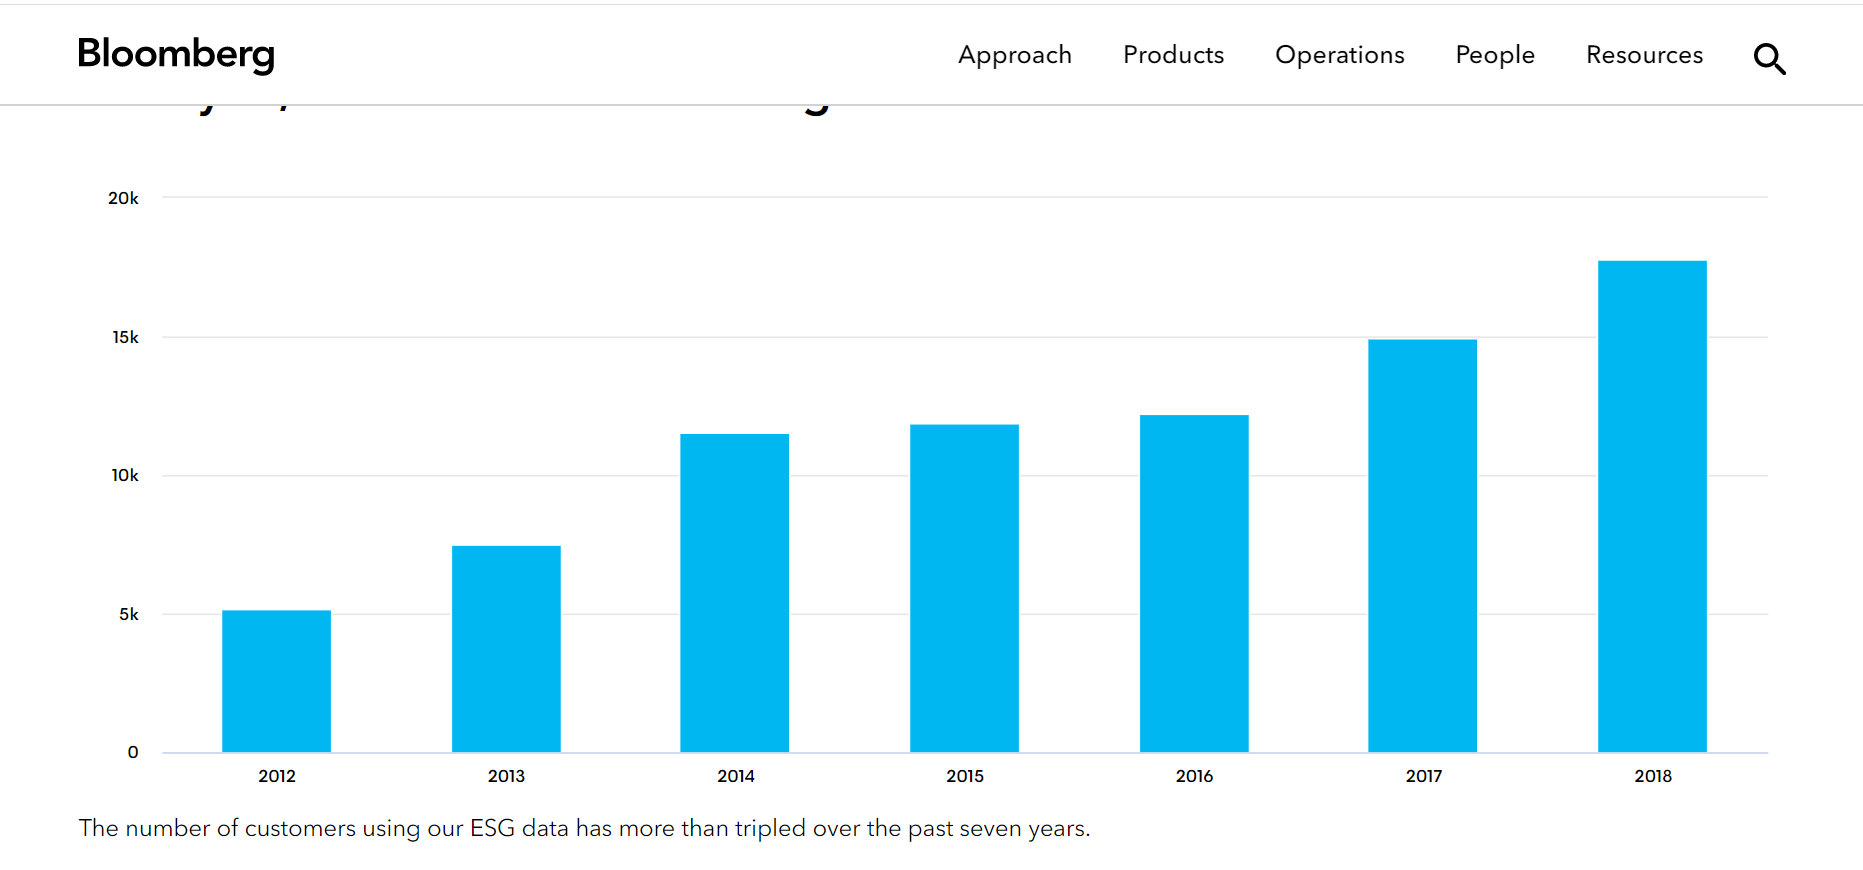 Bloomberg
Approach Products Operations People Resources
20k
15k
10k
5k
0
2012 2013 2014 2015 2016 2017 2018
The number of customers using our ESG data has more than tripled over the past seven years.